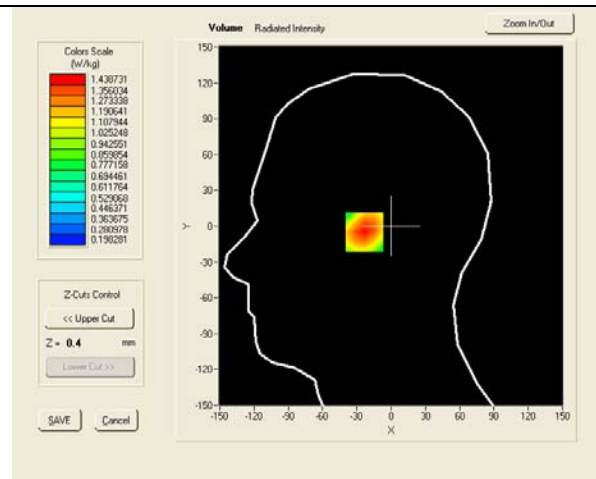 Volume Radiated Intensity
Zoom In/Out
Colors Scale
(W/kg)
1.438731
1.356034
1.273338
1.190641
1.107944
1.025248
0.942551
0.859854
0.777158
0.694461
0.611764
0.529068
0.446371
0.363675
0.280978
0.198281
Z-Cuts Control
<< Upper Cut
Z = 0.4 mm
Lower Cut >>
SAVE Cancel
150
120
90
60
30
0
-30
-60
-90
-120
-150
Y
-150 -120 -90 -60 -30 0 30 60 90 120 150
X